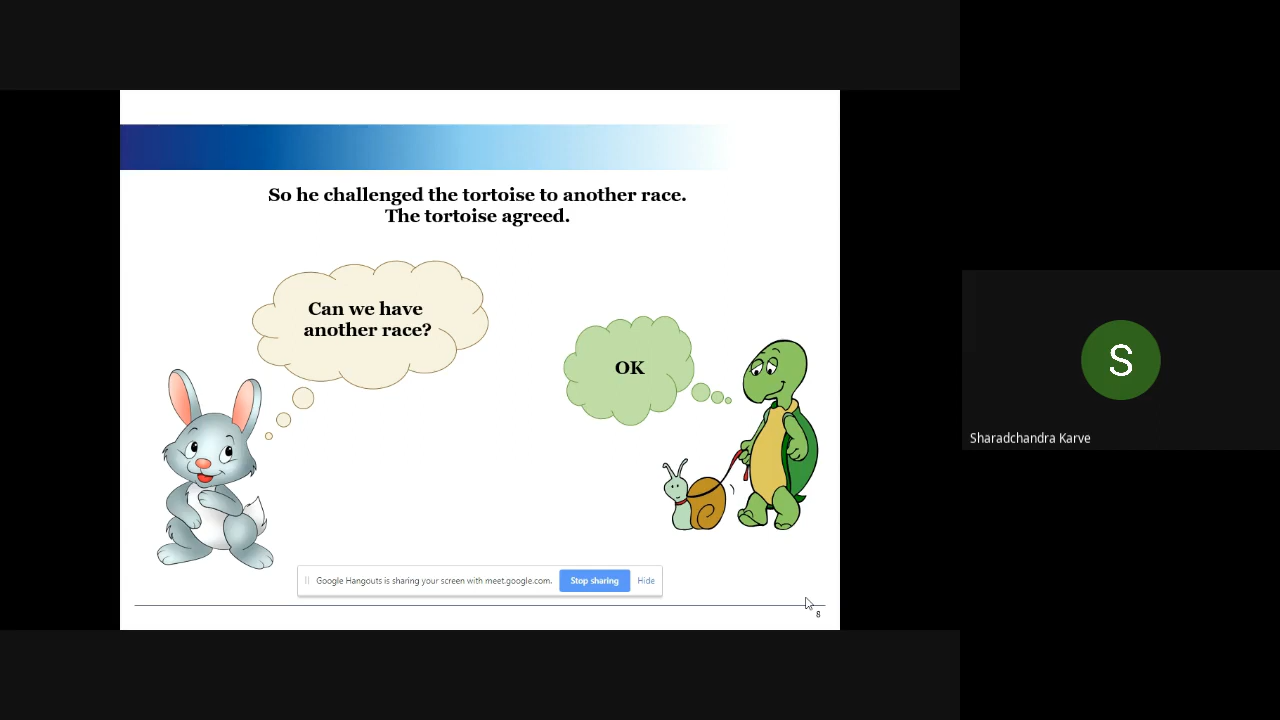 So he challenged the tortoise to another race.
The tortoise agreed.
Can we have
another race?
OK
Google Hangouts is sharing your screen with meet.google.com.
Stop sharing
Hide
8
S
Sharadchandra Karve